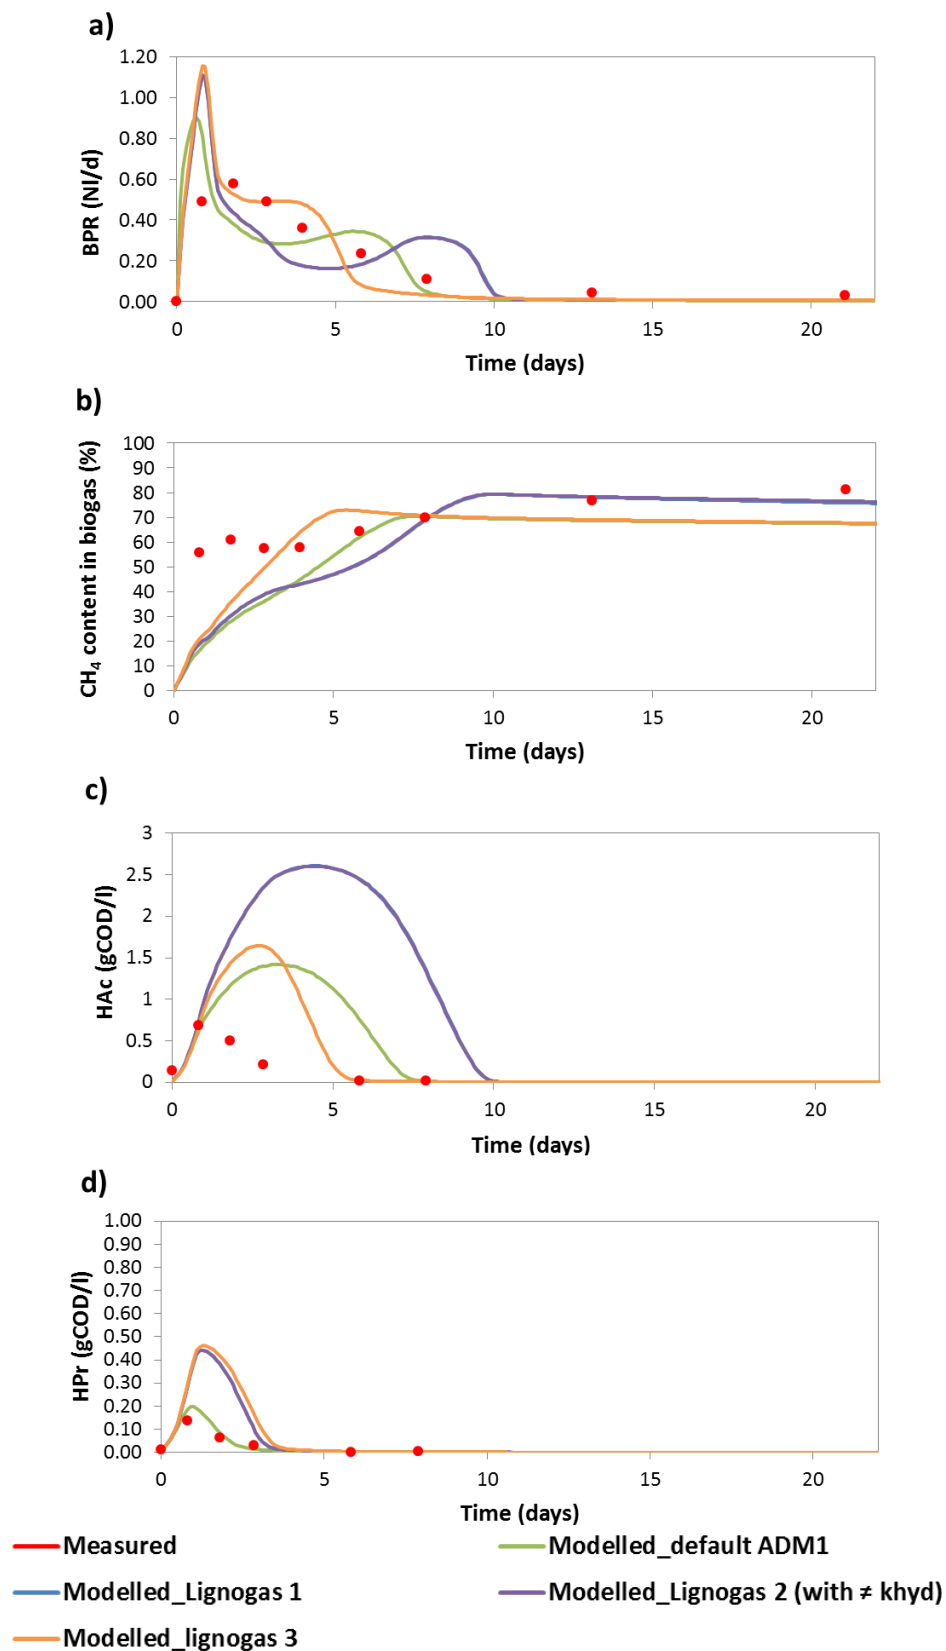 a)
1.20
1.00
0.80
0.60
0.40
0.20
0.00
BPR (Nl/d)
0 5 10 15 20
Time (days)
b)
100
90
80
70
60
50
40
30
20
10
0
CH₄ content in biogas (%)
0 5 10 15 20
Time (days)
c)
3
2.5
2
1.5
1
0.5
0
HAc (gCOD/l)
0 5 10 15 20
Time (days)
d)
1.00
0.90
0.80
0.70
0.60
0.50
0.40
0.30
0.20
0.10
0.00
HPr (gCOD/l)
0 5 10 15 20
Time (days)
Measured
Modelled_default ADM1
Modelled_Lignogas 1
Modelled_Lignogas 2 (with ≠ khyd)
Modelled_lignogas 3